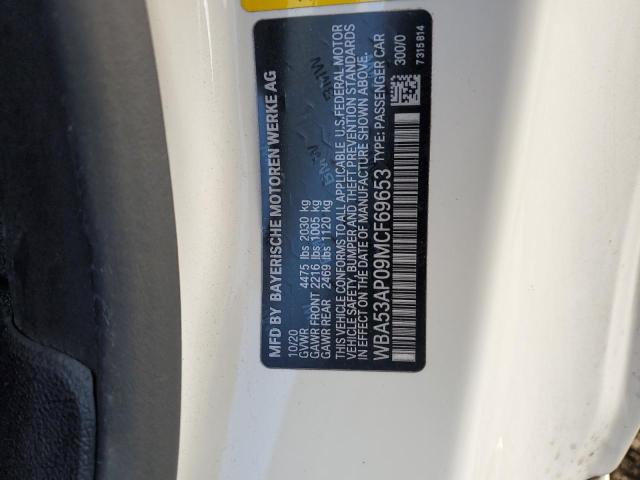 MFD BY BAYERISCHE MOTOREN WERKE AG
10/20
GVWR 4475 lbs 2030 kg
GAWR FRONT 2216 lbs 1005 kg
GAWR REAR 2469 lbs 1120 kg
THIS VEHICLE CONFORMS TO ALL APPLICABLE U.S. FEDERAL MOTOR
VEHICLE SAFETY, BUMPER AND THEFT PREVENTION STANDARDS
IN EFFECT ON THE DATE OF MANUFACTURE SHOWN ABOVE.
WBA53AP09MCF69653 TYPE: PASSENGER CAR
300/0
7315814
BMW
BMW